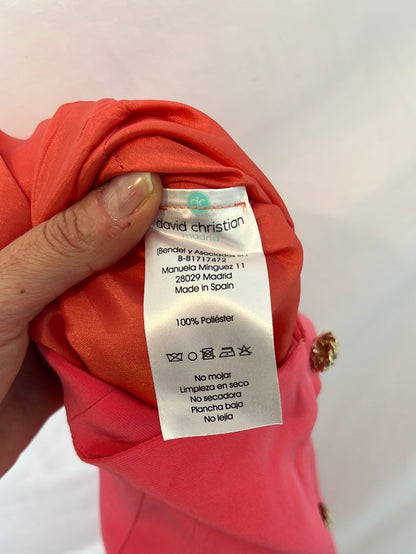 dc
david christian
madrid
(Bendel y Asociados S.L
B-81717472
Manuela Minguez 11
28029 Madrid
Made in Spain
100% Poliéster
No mojar
Limpieza en seco
No secadora
Plancha baja
No lejía